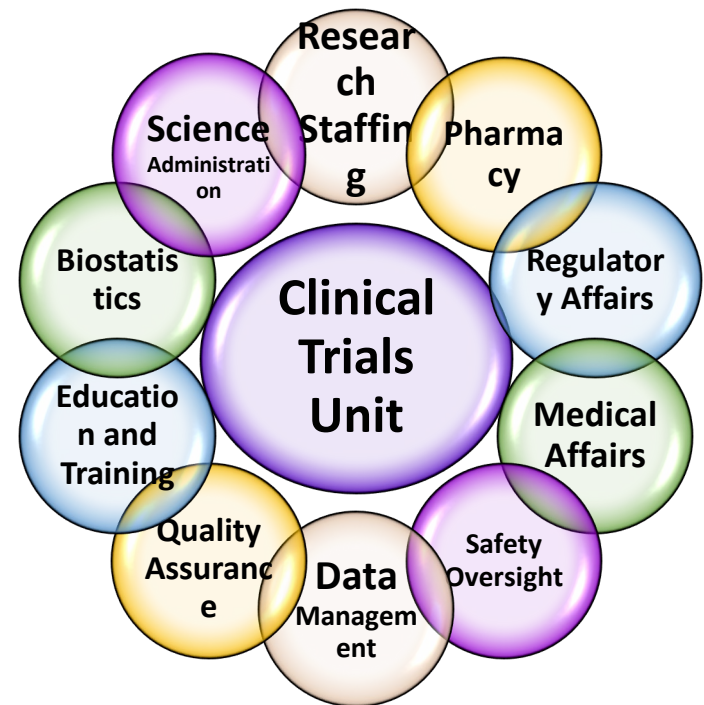 Resear
ch
Staffin
g
Pharma
cy
Regulator
y Affairs
Medical
Affairs
Safety
Oversight
Data
Managem
ent
Quality
Assuranc
e
Educatio
n and
Training
Biostatis
tics
Science
Administrati
on
Clinical
Trials
Unit